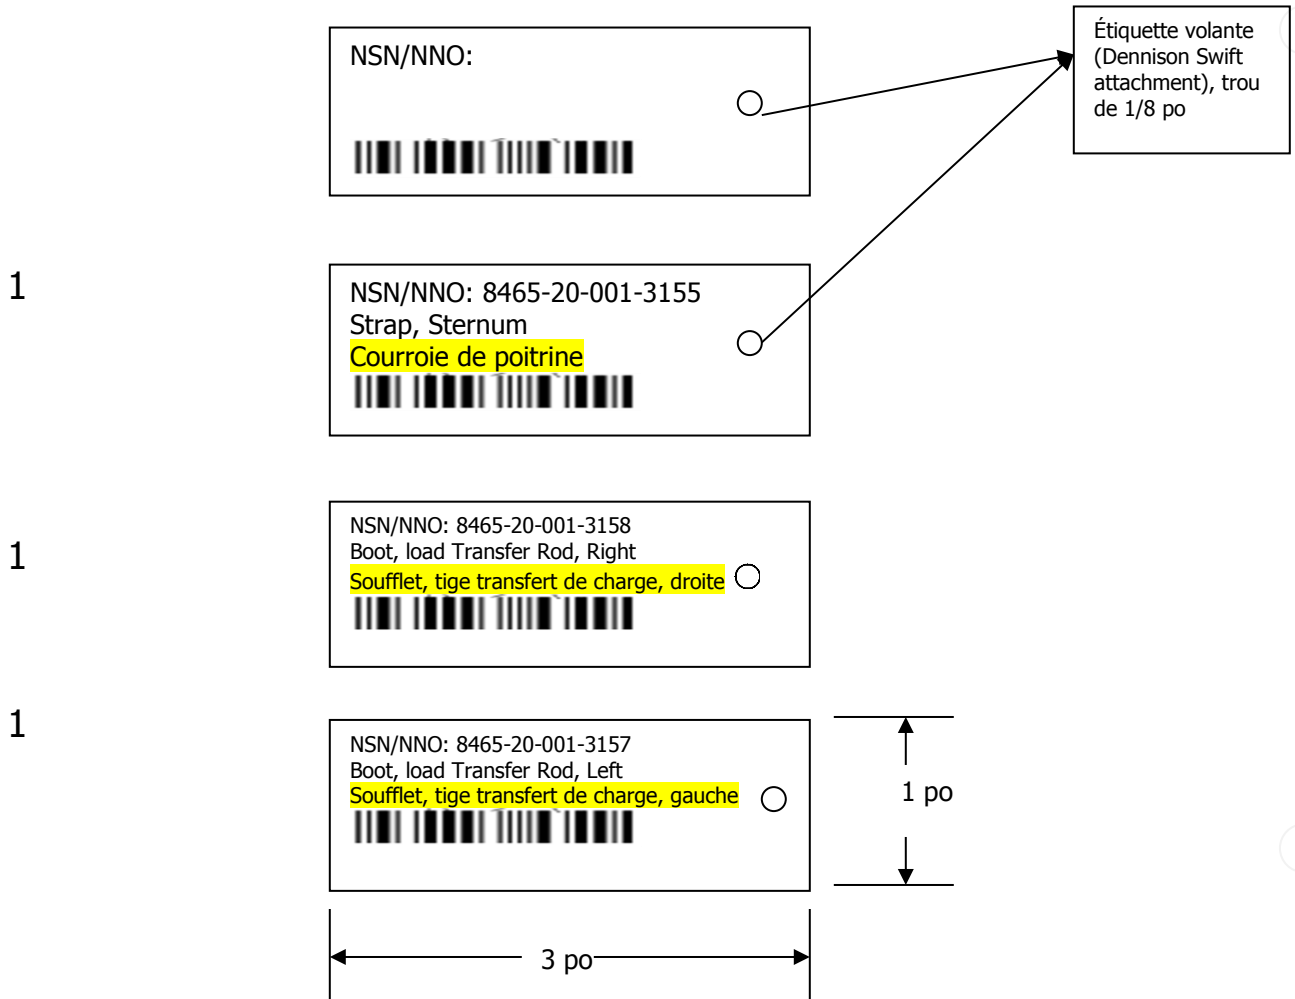 NSN/NNO:
Étiquette volante
(Dennison Swift
attachment), trou
de 1/8 po
1
NSN/NNO: 8465-20-001-3155
Strap, Sternum
Courroie de poitrine
1
NSN/NNO: 8465-20-001-3158
Boot, load Transfer Rod, Right
Soufflet, tige transfert de charge, droite
1
NSN/NNO: 8465-20-001-3157
Boot, load Transfer Rod, Left
Soufflet, tige transfert de charge, gauche
1 po
3 po